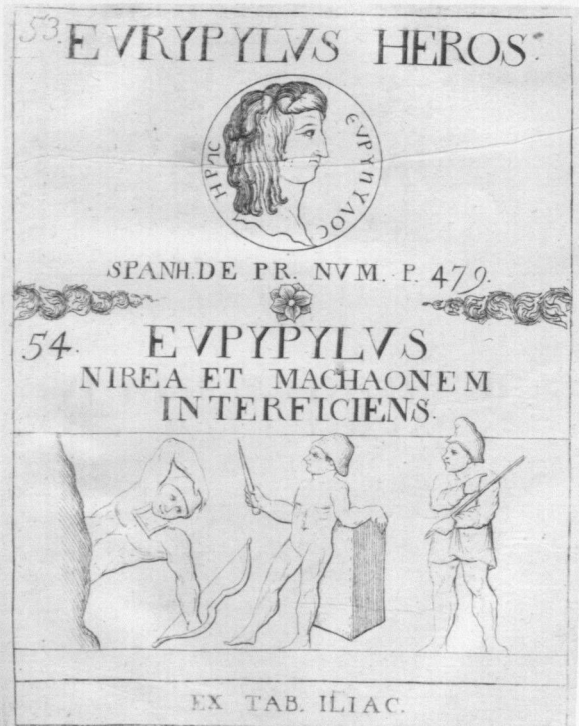 53.
EVRYPYLVS HEROS.
ΗΡΩC ΕΥΡΥΠΥΛΟC
SPANH. DE PR. NVM. P. 479.
54.
EVPYPYLVS
NIREA ET MACHAONEM
INTERFICIENS.
EX TAB. ILIAC.